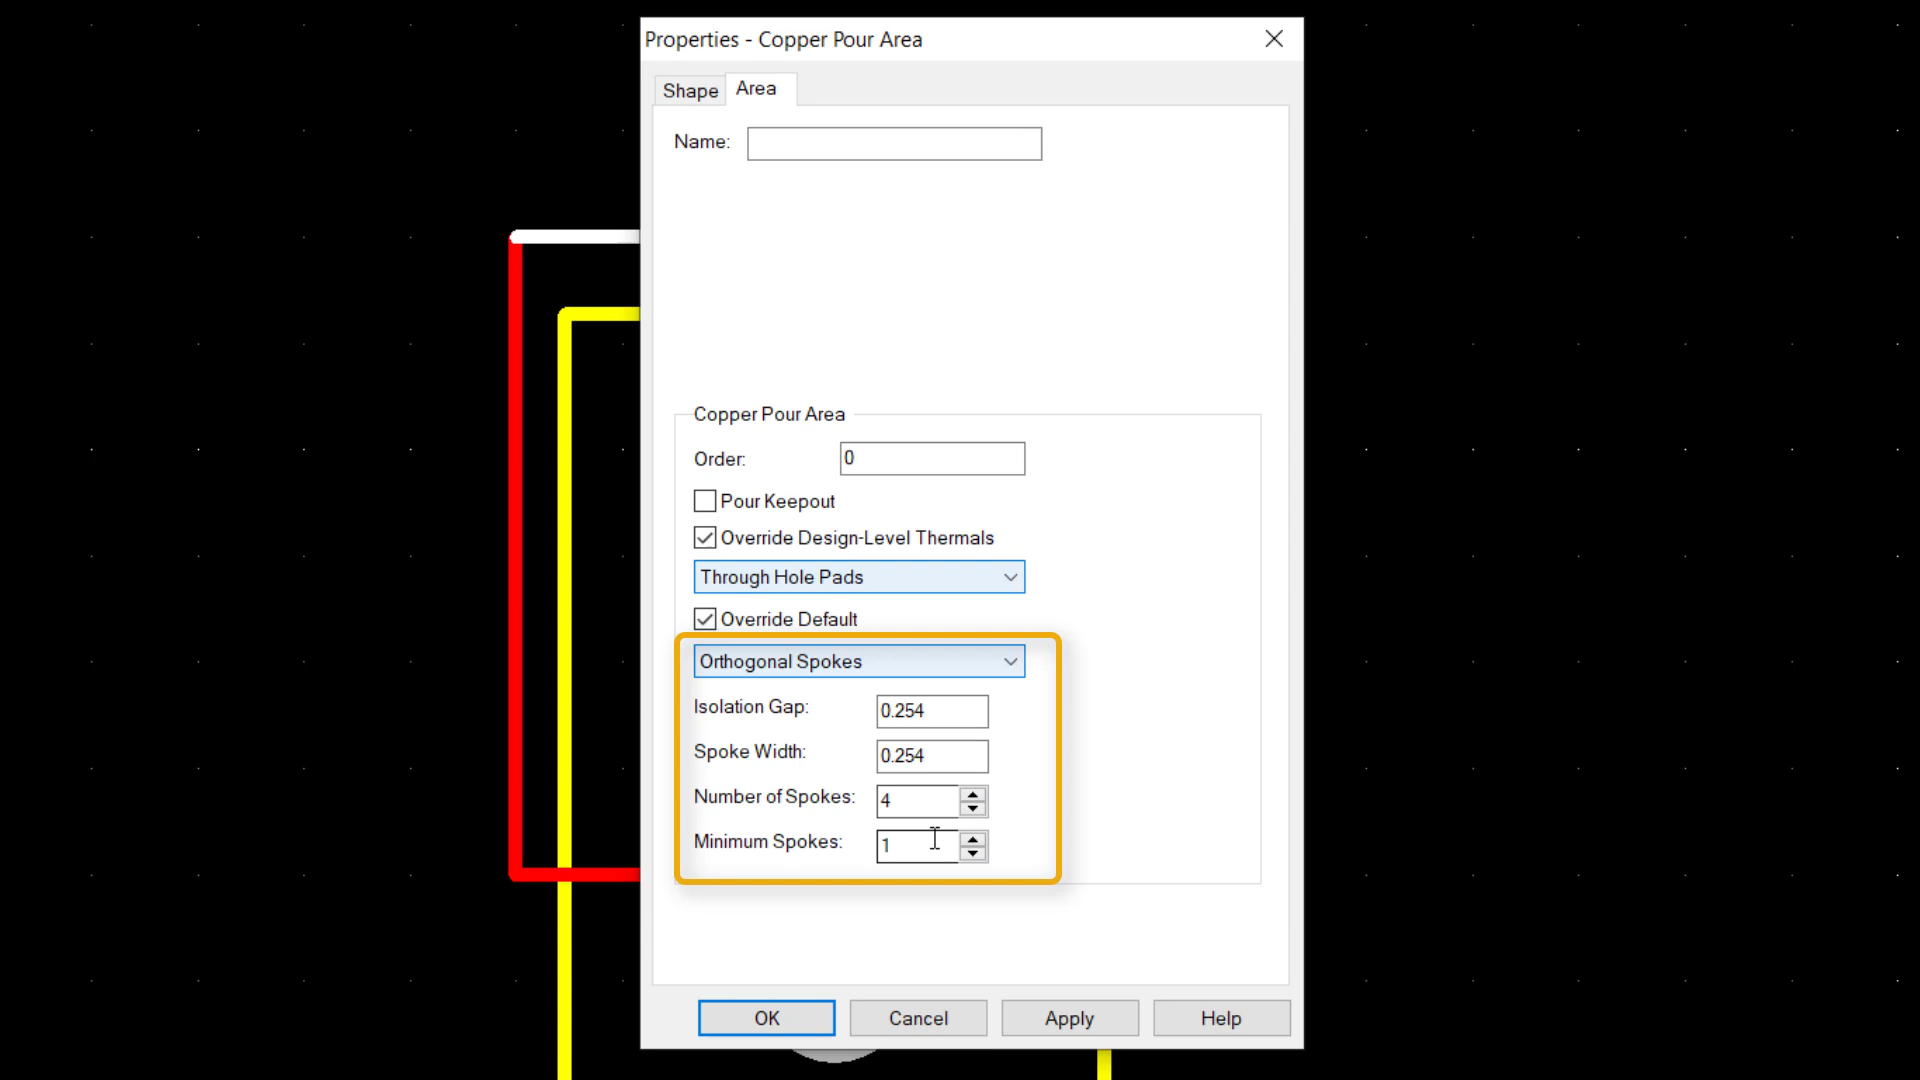 Properties - Copper Pour Area
Shape
Area
Name:
Copper Pour Area
Order: 0
Pour Keepout
Override Design-Level Thermals
Through Hole Pads
Override Default
Orthogonal Spokes
Isolation Gap: 0.254
Spoke Width: 0.254
Number of Spokes: 4
Minimum Spokes: 1
OK Cancel Apply Help